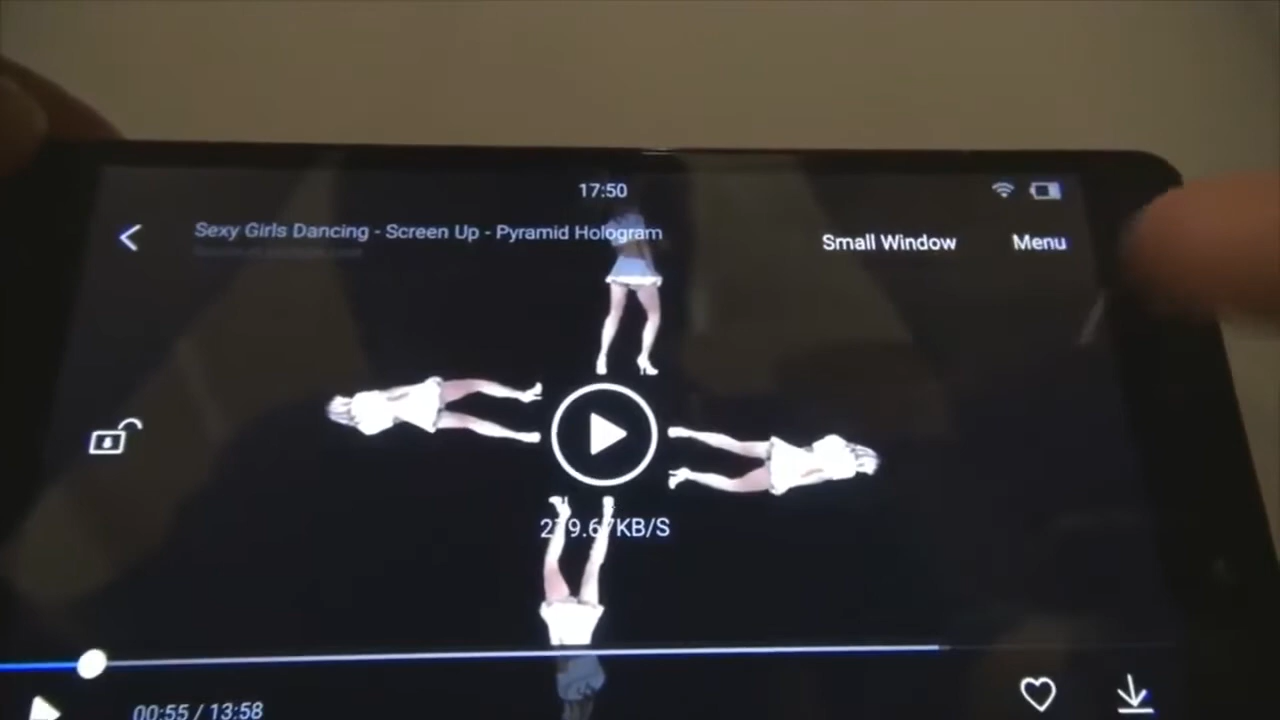 17:50
Sexy Girls Dancing - Screen Up - Pyramid Hologram
Small Window
Menu
KB/S
00:55 / 13:58